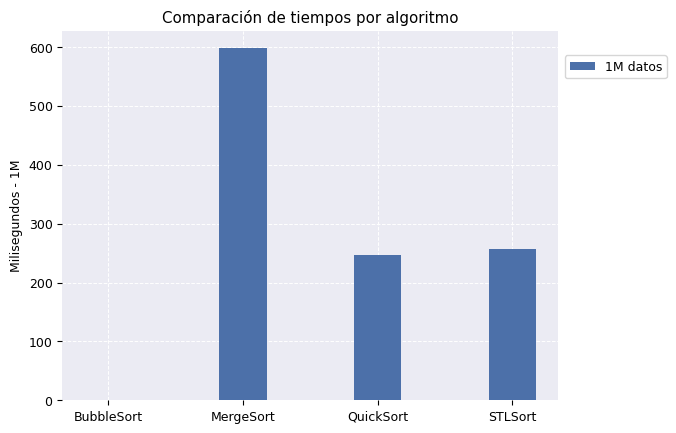 Comparación de tiempos por algoritmo
1M datos
Milisegundos - 1M
600
500
400
300
200
100
0
BubbleSort
MergeSort
QuickSort
STLSort